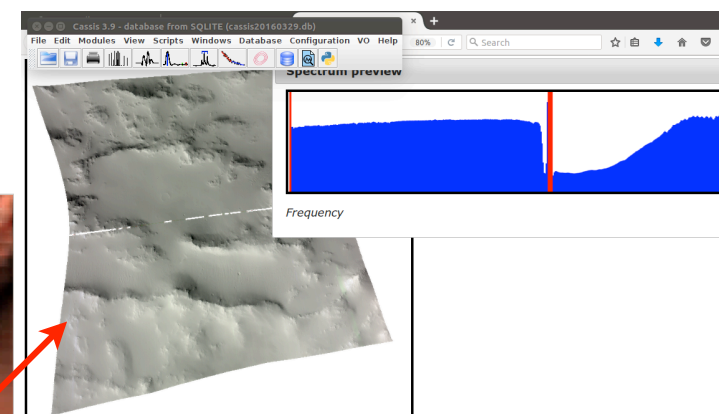 Cassis 3.9 - database from SQLITE (cassis20160329.db)
File Edit Modules View Scripts Windows Database Configuration VO Help
80% Search
Spectrum preview
Frequency